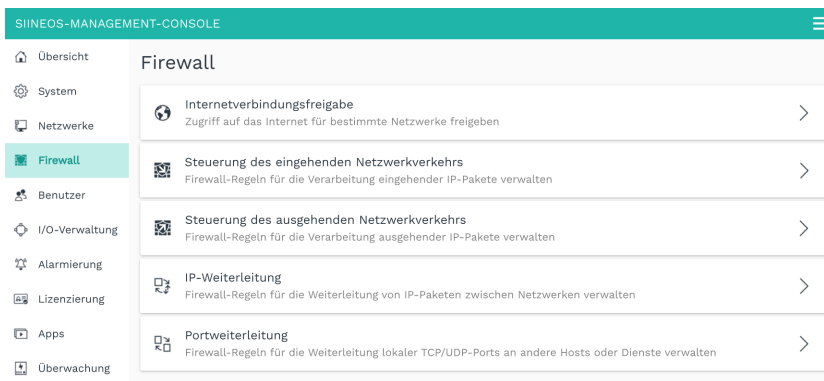 SIINEOS-MANAGEMENT-CONSOLE
Übersicht
System
Netzwerke
Firewall
Benutzer
I/O-Verwaltung
Alarmierung
Lizenzierung
Apps
Überwachung
Firewall
Internetverbindungsfreigabe
Zugriff auf das Internet für bestimmte Netzwerke freigeben
Steuerung des eingehenden Netzwerkverkehrs
Firewall-Regeln für die Verarbeitung eingehender IP-Pakete verwalten
Steuerung des ausgehenden Netzwerkverkehrs
Firewall-Regeln für die Verarbeitung ausgehender IP-Pakete verwalten
IP-Weiterleitung
Firewall-Regeln für die Weiterleitung von IP-Paketen zwischen Netzwerken verwalten
Portweiterleitung
Firewall-Regeln für die Weiterleitung lokaler TCP/UDP-Ports an andere Hosts oder Dienste verwalten